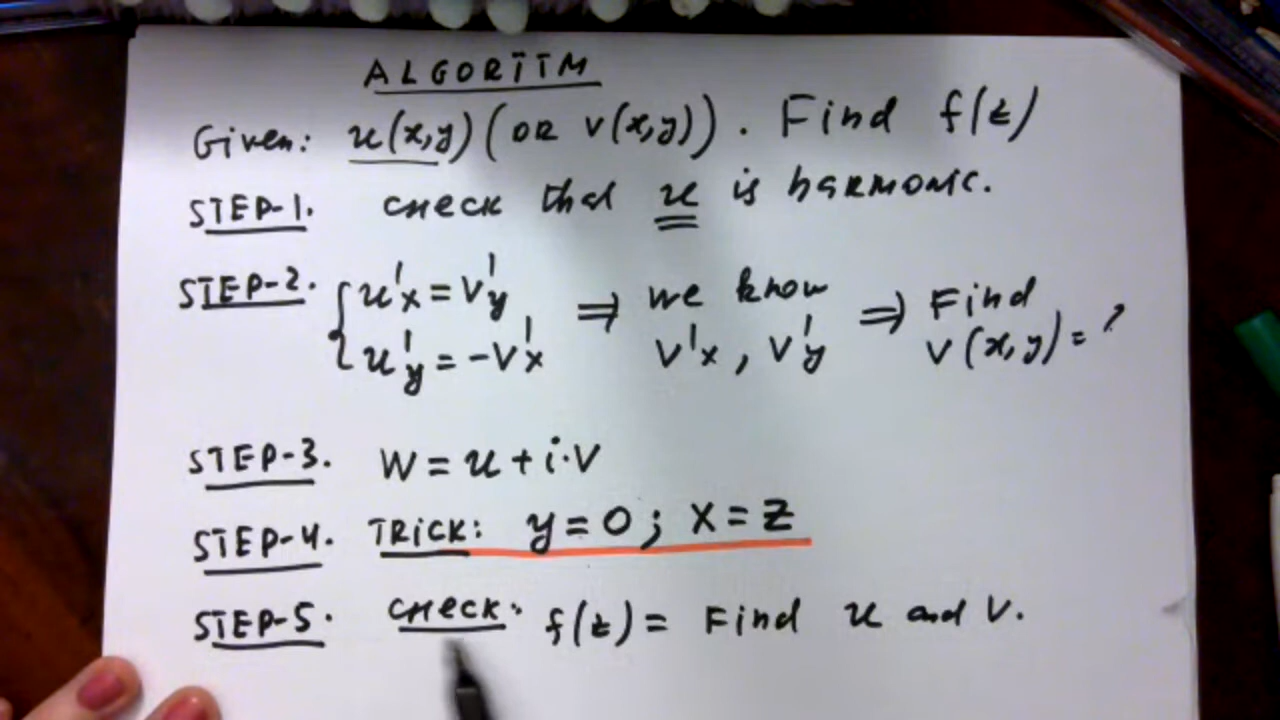 ALGORITM
Given: u(x,y) (OR v(x,y)). Find f(z)
STEP-1. CHECK that u is harmonic.
STEP-2. { u'x = v'y ⇒ we know ⇒ Find
u'y = -v'x v'x, v'y v(x,y) = ?
STEP-3. W = u + i·v
STEP-4. TRICK: y = 0; x = z
STEP-5. CHECK: f(z) = Find u and v.